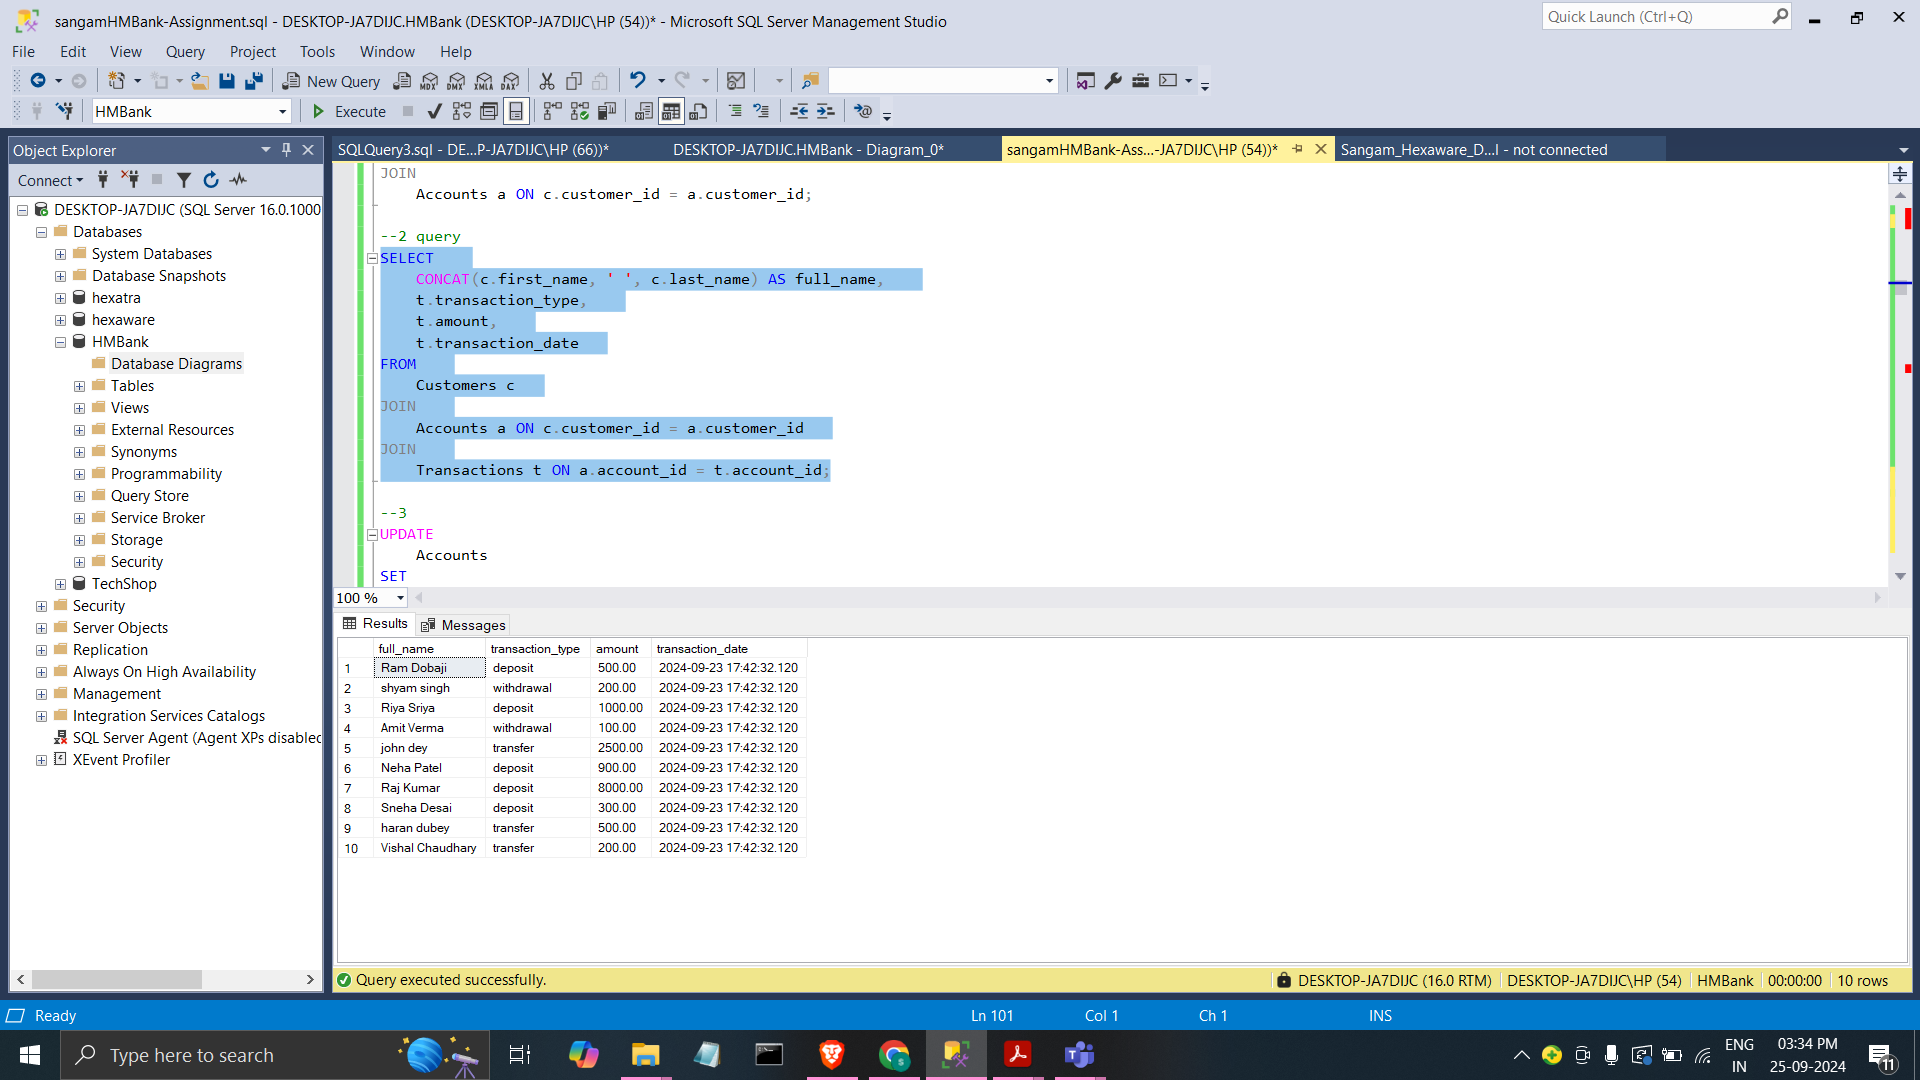 sangamHMBank-Assignment.sql - DESKTOP-JA7DIJC.HMBank (DESKTOP-JA7DIJC\HP (54))* - Microsoft SQL Server Management Studio
Quick Launch (Ctrl+Q)
File Edit View Query Project Tools Window Help
New Query MDX DMX XMLA DAX
HMBank Execute
Object Explorer
SQLQuery3.sql - DE...P-JA7DIJC\HP (66))* DESKTOP-JA7DIJC.HMBank - Diagram_0* sangamHMBank-Ass...-JA7DIJC\HP (54))* Sangam_Hexaware_D...l - not connected
Connect
DESKTOP-JA7DIJC (SQL Server 16.0.1000
Databases
System Databases
Database Snapshots
hexatra
hexaware
HMBank
Database Diagrams
Tables
Views
External Resources
Synonyms
Programmability
Query Store
Service Broker
Storage
Security
TechShop
Security
Server Objects
Replication
Always On High Availability
Management
Integration Services Catalogs
SQL Server Agent (Agent XPs disabled
XEvent Profiler
JOIN
Accounts a ON c.customer_id = a.customer_id;
--2 query
SELECT
CONCAT(c.first_name, ' ', c.last_name) AS full_name,
t.transaction_type,
t.amount,
t.transaction_date
FROM
Customers c
JOIN
Accounts a ON c.customer_id = a.customer_id
JOIN
Transactions t ON a.account_id = t.account_id;
--3
UPDATE
Accounts
SET
100 %
Results Messages
full_name transaction_type amount transaction_date
1 Ram Dobaji deposit 500.00 2024-09-23 17:42:32.120
2 shyam singh withdrawal 200.00 2024-09-23 17:42:32.120
3 Riya Sriya deposit 1000.00 2024-09-23 17:42:32.120
4 Amit Verma withdrawal 100.00 2024-09-23 17:42:32.120
5 john dey transfer 2500.00 2024-09-23 17:42:32.120
6 Neha Patel deposit 900.00 2024-09-23 17:42:32.120
7 Raj Kumar deposit 8000.00 2024-09-23 17:42:32.120
8 Sneha Desai deposit 300.00 2024-09-23 17:42:32.120
9 haran dubey transfer 500.00 2024-09-23 17:42:32.120
10 Vishal Chaudhary transfer 200.00 2024-09-23 17:42:32.120
Query executed successfully. DESKTOP-JA7DIJC (16.0 RTM) DESKTOP-JA7DIJC\HP (54) HMBank 00:00:00 10 rows
Ready Ln 101 Col 1 Ch 1 INS
Type here to search
ENG
IN
03:34 PM
25-09-2024
11